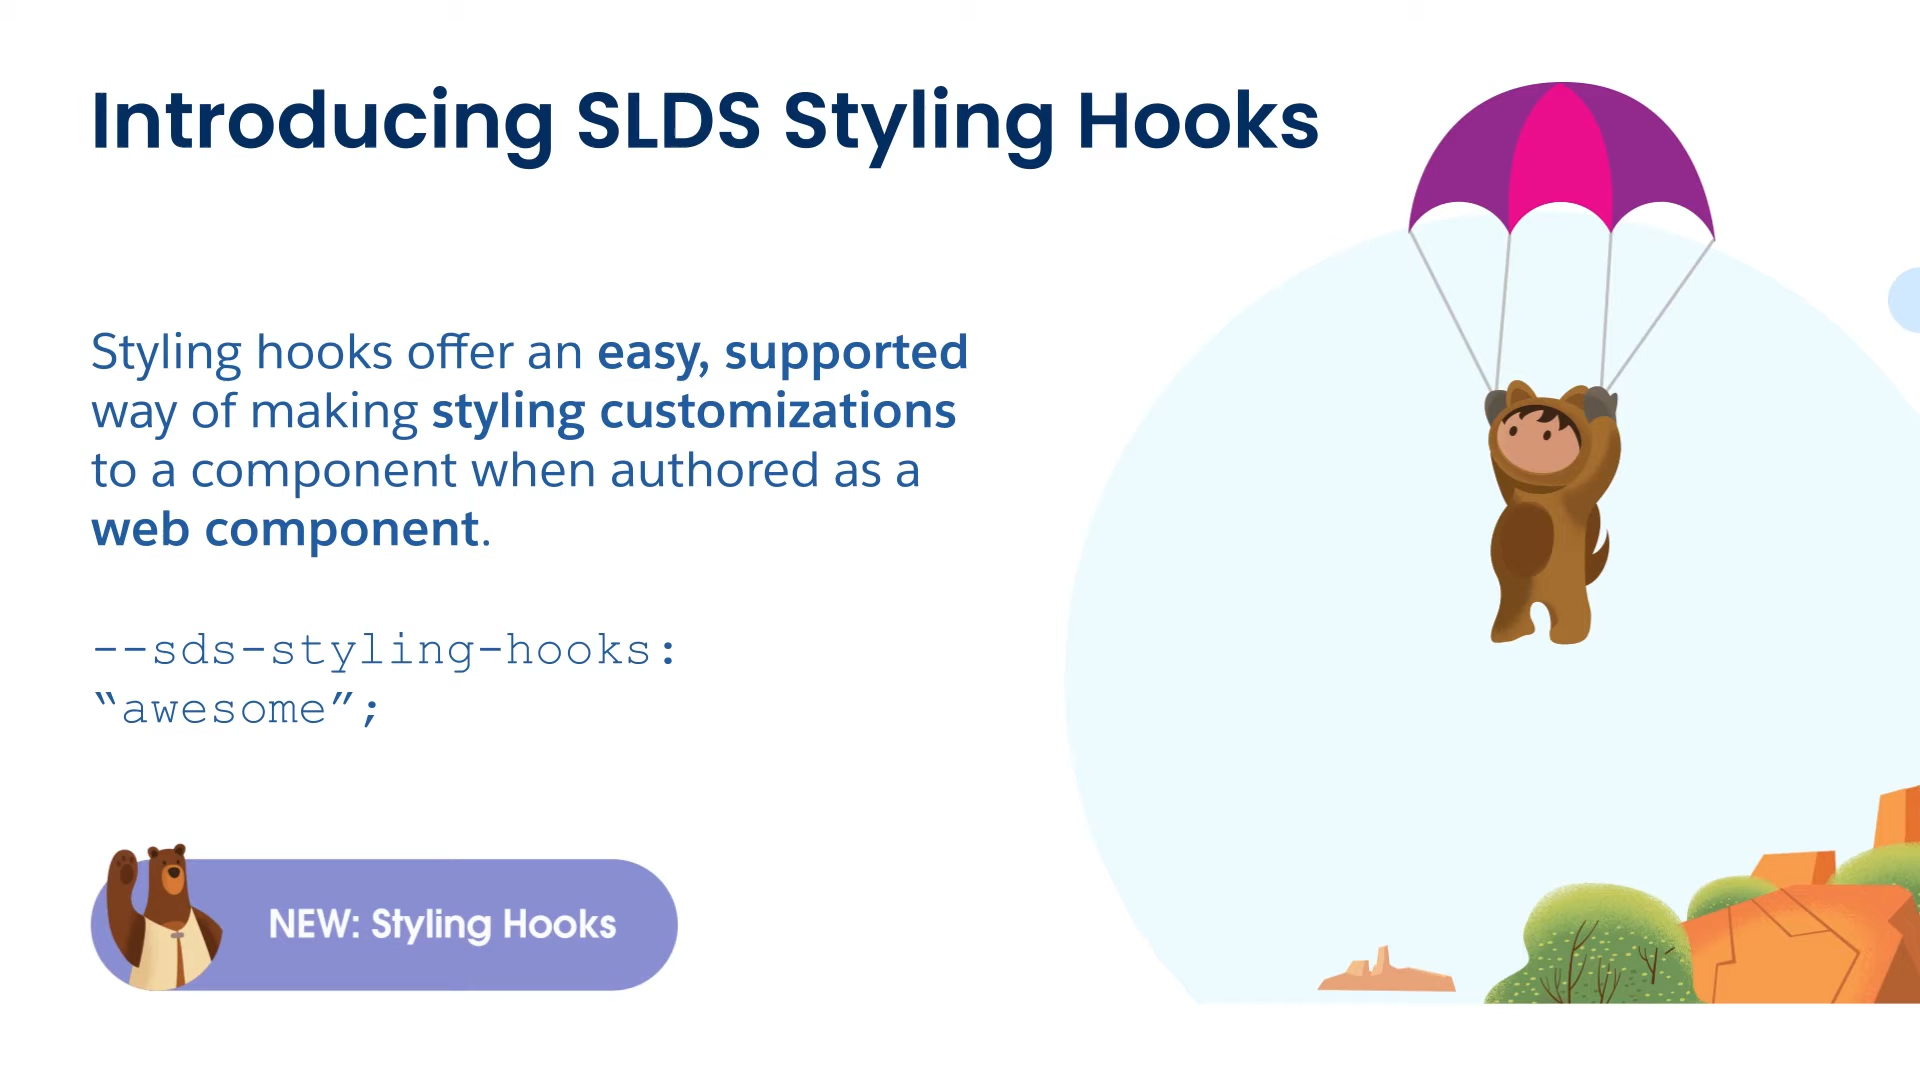 Introducing SLDS Styling Hooks
Styling hooks offer an easy, supported
way of making styling customizations
to a component when authored as a
web component.
--sds-styling-hooks:
“awesome”;
NEW: Styling Hooks